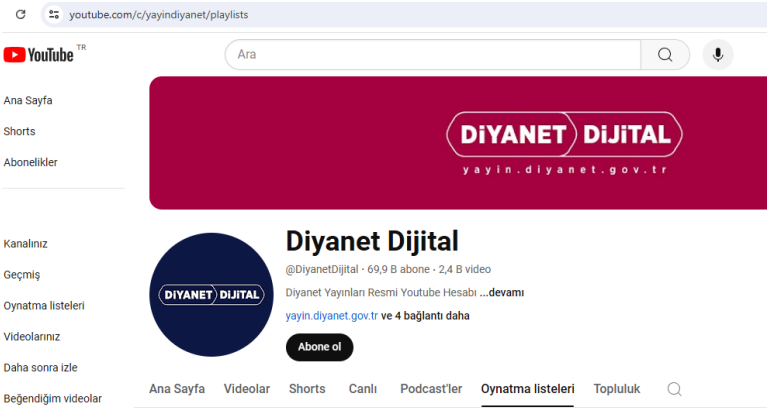 youtube.com/c/yayindiyanet/playlists
YouTube TR
Ara
Ana Sayfa
Shorts
Abonelikler
DİYANET DİJİTAL
yayin.diyanet.gov.tr
Kanalınız
Geçmiş
Oynatma listeleri
Videolarınız
Daha sonra izle
Beğendiğim videolar
DİYANET DİJİTAL
Diyanet Dijital
@DiyanetDijital · 69,9 B abone · 2,4 B video
Diyanet Yayınları Resmi Youtube Hesabı ...devamı
yayin.diyanet.gov.tr ve 4 bağlantı daha
Abone ol
Ana Sayfa Videolar Shorts Canlı Podcast'ler Oynatma listeleri Topluluk